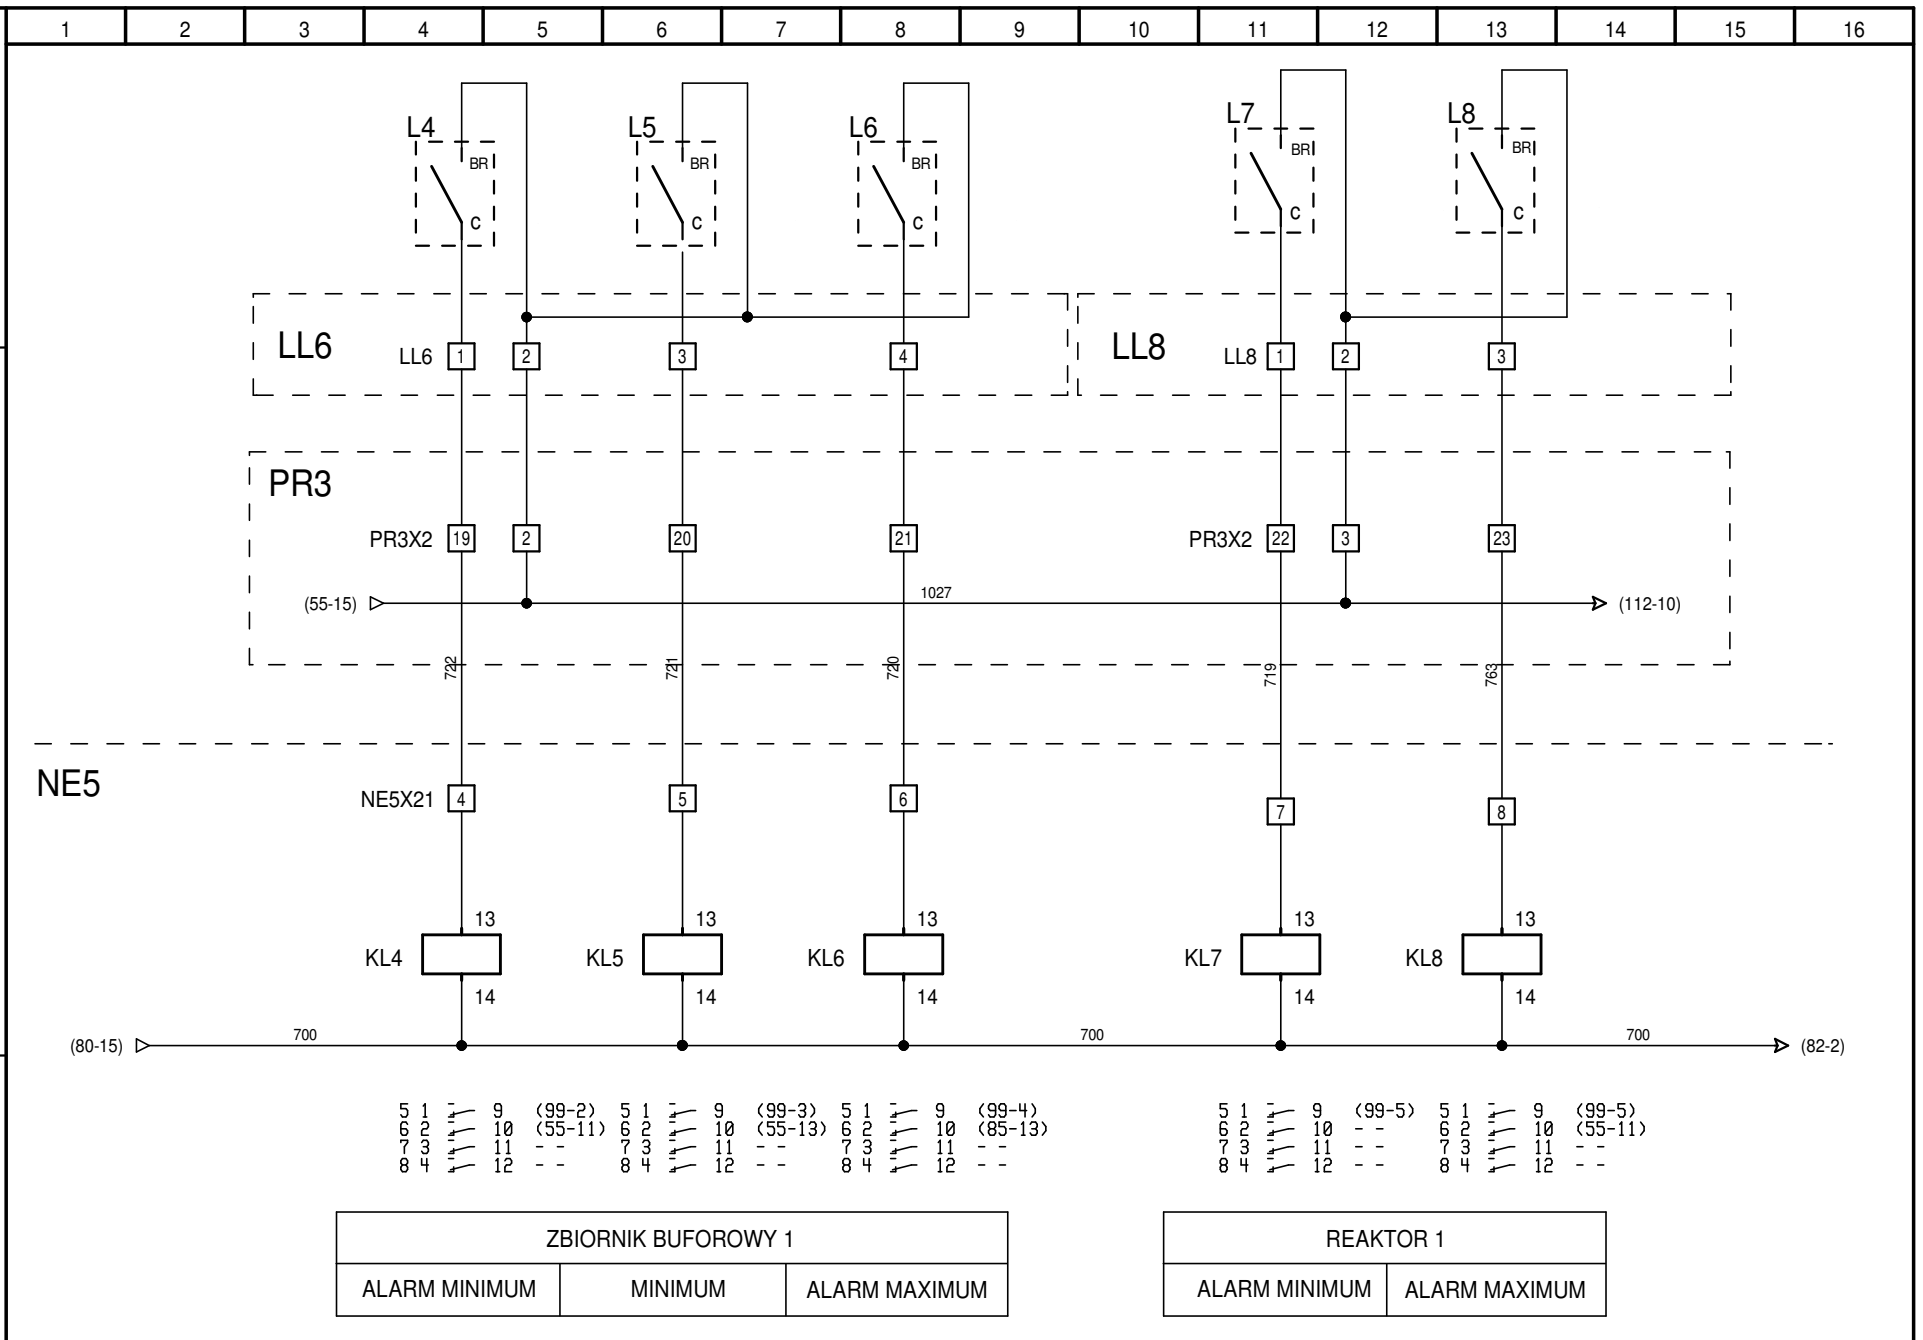 1 2 3 4 5 6 7 8 9 10 11 12 13 14 15 16
L4 L5 L6 L7 L8
BR BR BR BR BR
C C C C C
LL6 LL6 1 2 3 4 LL8 LL8 1 2 3
PR3
PR3X2 19 2 20 21 PR3X2 22 3 23
(55-15) 1027 (112-10)
722 721 720 719 763
NE5
NE5X21 4 5 6 7 8
13 13 13 13 13
KL4 KL5 KL6 KL7 KL8
14 14 14 14 14
(80-15) 700 700 700 (82-2)
5 1 9 (99-2) 5 1 9 (99-3) 5 1 9 (99-4) 5 1 9 (99-5) 5 1 9 (99-5)
6 2 10 (55-11) 6 2 10 (55-13) 6 2 10 (85-13) 6 2 10 - - 6 2 10 (55-11)
7 3 11 - - 7 3 11 - - 7 3 11 - - 7 3 11 - - 7 3 11 - -
8 4 12 - - 8 4 12 - - 8 4 12 - - 8 4 12 - - 8 4 12 - -
ZBIORNIK BUFOROWY 1 REAKTOR 1
ALARM MINIMUM MINIMUM ALARM MAXIMUM ALARM MINIMUM ALARM MAXIMUM